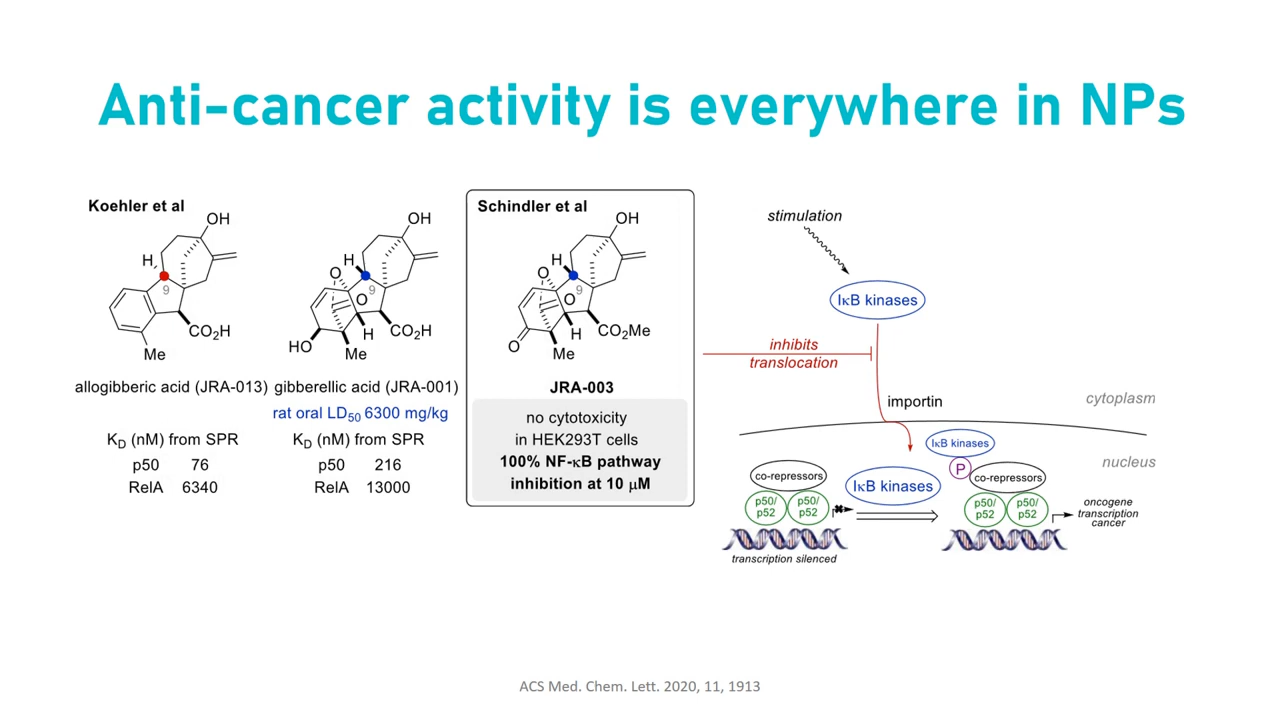 Anti-cancer activity is everywhere in NPs
Koehler et al
OH
H
9
CO₂H
Me
allogibberic acid (JRA-013)
K_D (nM) from SPR
p50 76
RelA 6340
OH
H
O
9
O
H
CO₂H
HO
Me
gibberellic acid (JRA-001)
rat oral LD₅₀ 6300 mg/kg
K_D (nM) from SPR
p50 216
RelA 13000
Schindler et al
OH
H
O
9
O
H
CO₂Me
O
Me
JRA-003
no cytotoxicity
in HEK293T cells
100% NF-κB pathway
inhibition at 10 μM
stimulation
IκB kinases
inhibits
translocation
importin
cytoplasm
nucleus
IκB kinases
P
co-repressors
p50/
p52
p50/
p52
transcription silenced
IκB kinases
co-repressors
p50/
p52
p50/
p52
oncogene
transcription
cancer
ACS Med. Chem. Lett. 2020, 11, 1913